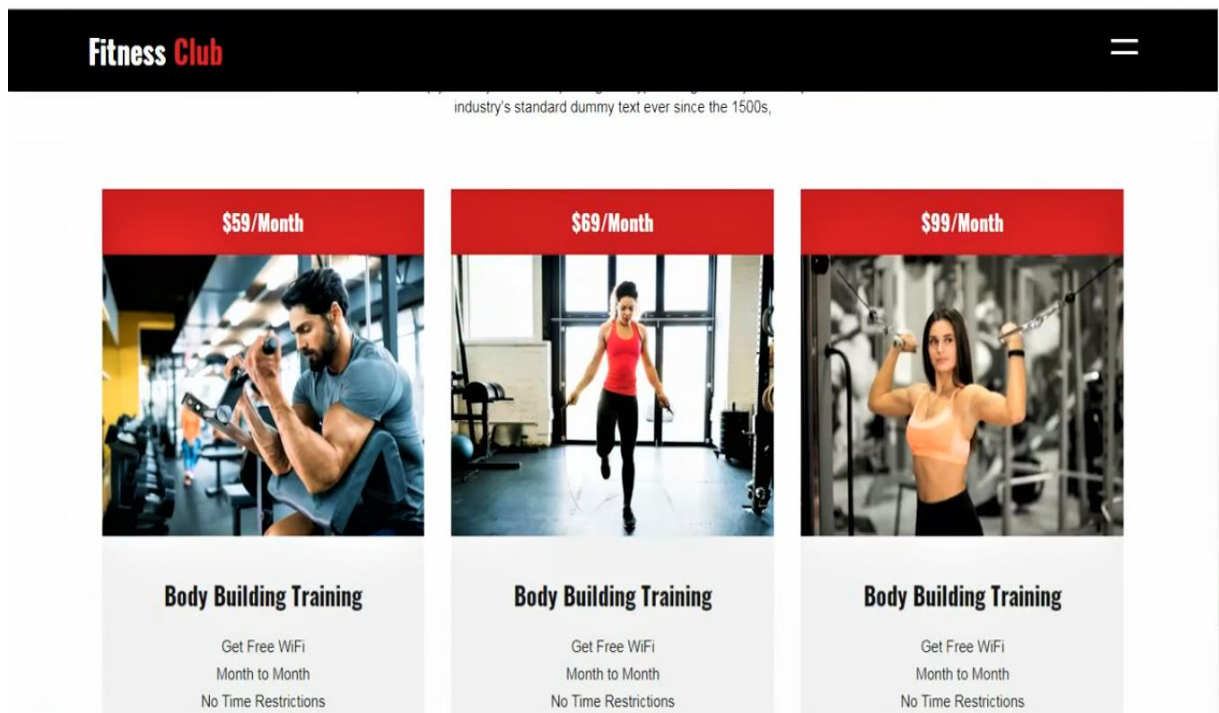 Fitness Club
industry's standard dummy text ever since the 1500s,
$59/Month
$69/Month
$99/Month
Body Building Training
Body Building Training
Body Building Training
Get Free WiFi
Get Free WiFi
Get Free WiFi
Month to Month
Month to Month
Month to Month
No Time Restrictions
No Time Restrictions
No Time Restrictions